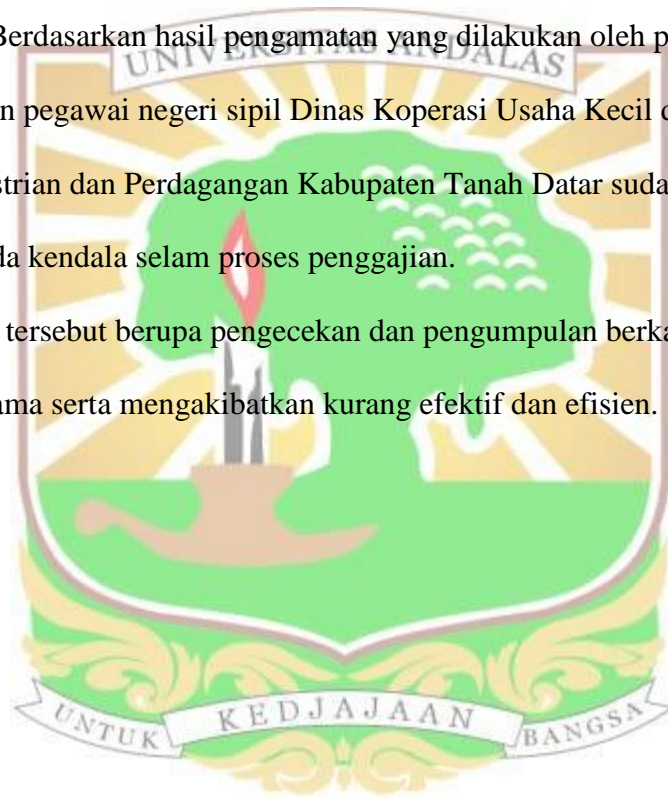 Berdasarkan hasil pengamatan yang dilakukan oleh p
UNIVERSITAS ANDALAS
n pegawai negeri sipil Dinas Koperasi Usaha Kecil d
strian dan Perdagangan Kabupaten Tanah Datar suda
da kendala selam proses penggajian.
tersebut berupa pengecekan dan pengumpulan berka
ama serta mengakibatkan kurang efektif dan efisien.
UNTUK KEDJAJAAN BANGSA